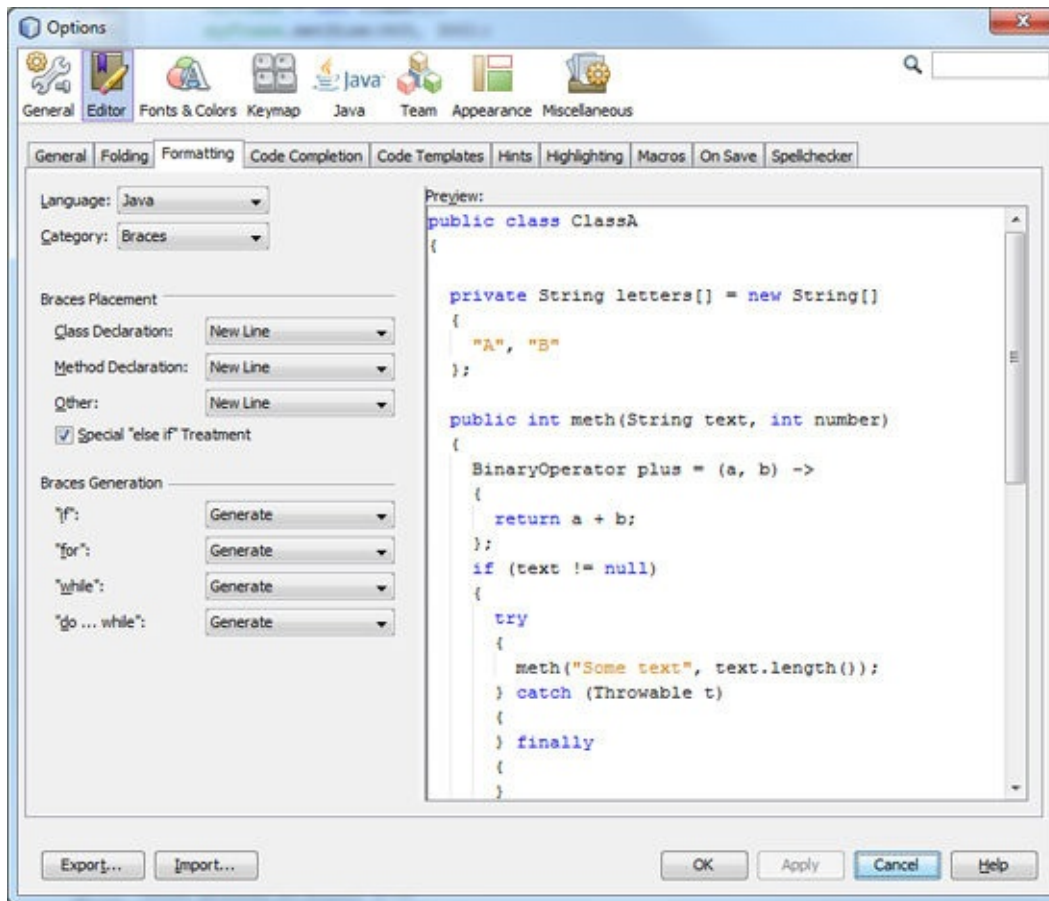 Options
General Editor Fonts & Colors Keymap Java Team Appearance Miscellaneous
General Folding Formatting Code Completion Code Templates Hints Highlighting Macros On Save Spellchecker
Language: Java
Category: Braces
Braces Placement
Class Declaration: New Line
Method Declaration: New Line
Other: New Line
Special "else if" Treatment
Braces Generation
"if": Generate
"for": Generate
"while": Generate
"do ... while": Generate
Preview:
public class ClassA
{
private String letters[] = new String[]
{
"A", "B"
};
public int meth(String text, int number)
{
BinaryOperator plus = (a, b) ->
{
return a + b;
};
if (text != null)
{
try
{
meth("Some text", text.length());
} catch (Throwable t)
{
} finally
{
}
Export... Import... OK Apply Cancel Help